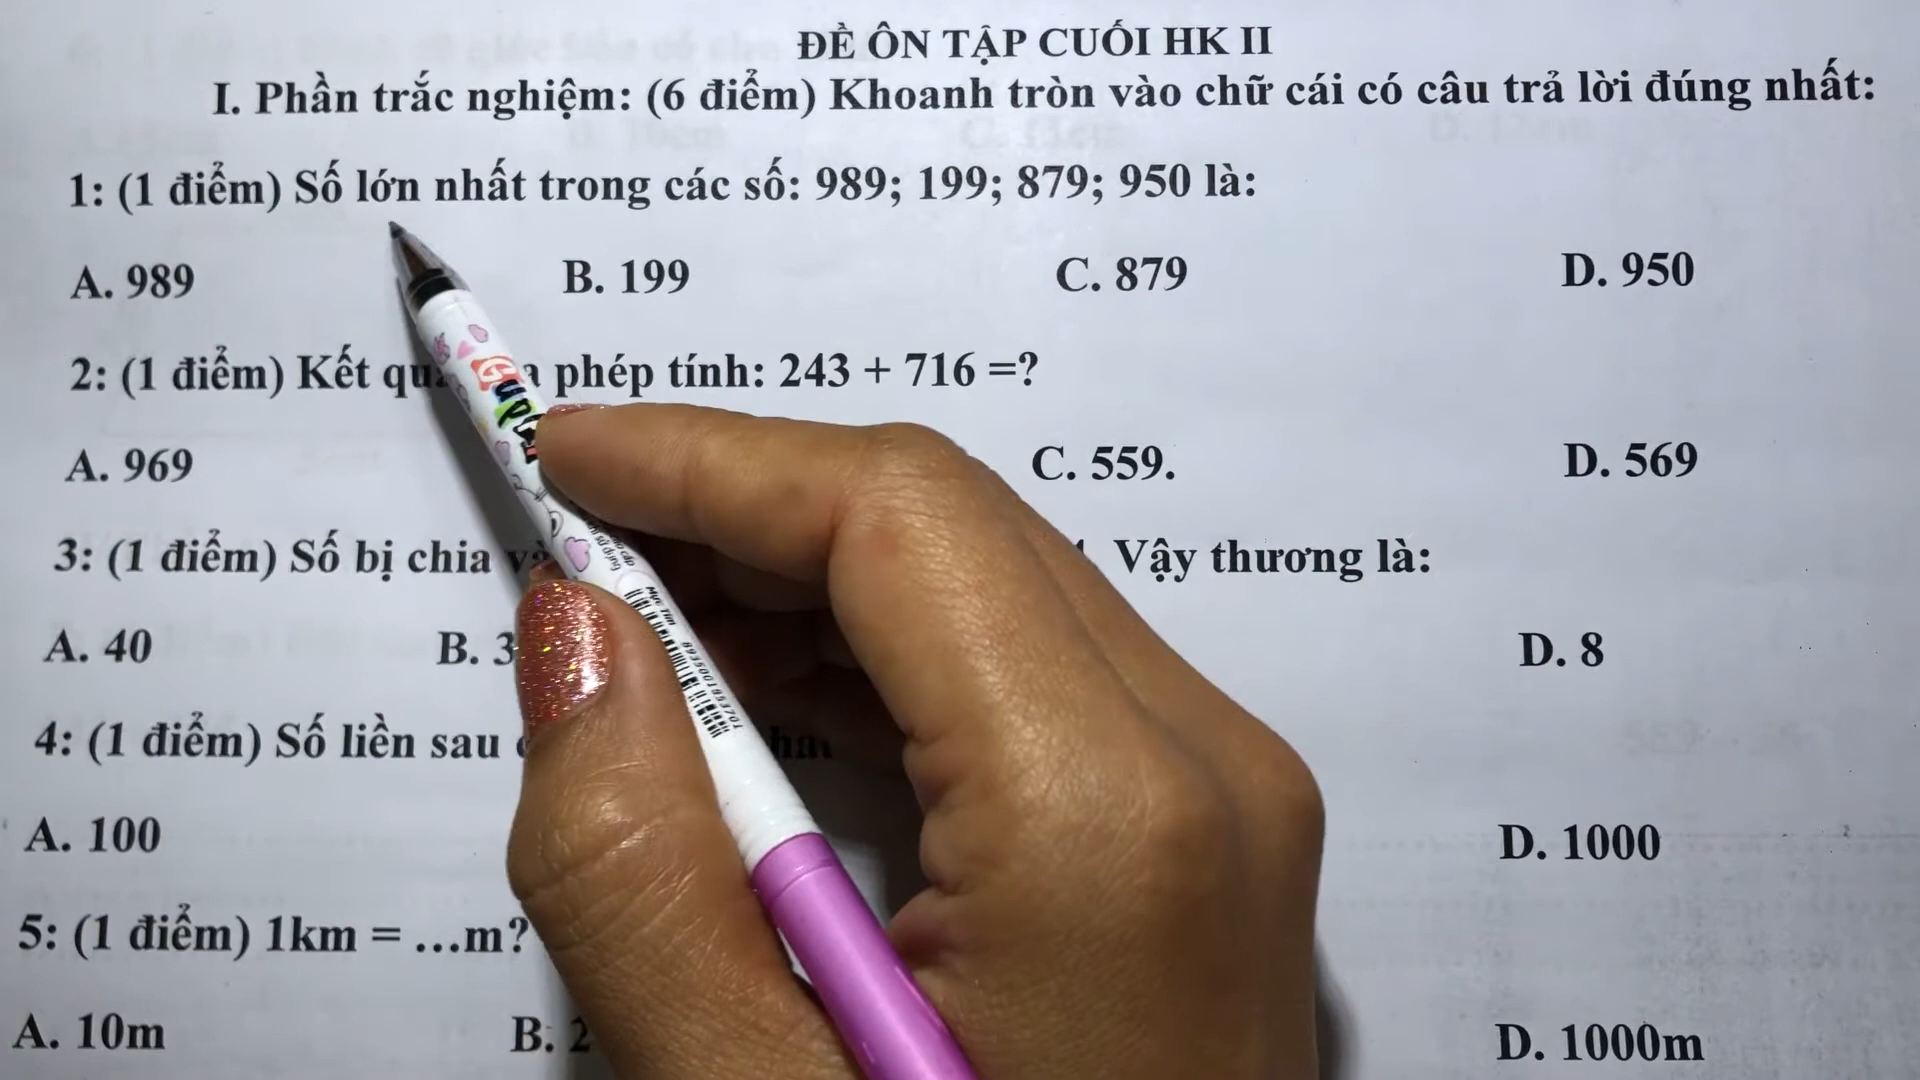 ĐỀ ÔN TẬP CUỐI HK II
I. Phần trắc nghiệm: (6 điểm) Khoanh tròn vào chữ cái có câu trả lời đúng nhất:
1: (1 điểm) Số lớn nhất trong các số: 989; 199; 879; 950 là:
A. 989 B. 199 C. 879 D. 950
2: (1 điểm) Kết phép tính: 243 + 716 =?
A. 969 C. 559. D. 569
3: (1 điểm) Số bị chia Vậy thương là:
A. 40 B. D. 8
4: (1 điểm) Số liền sau
A. 100 D. 1000
5: (1 điểm) 1km = ...m?
A. 10m B. D. 1000m